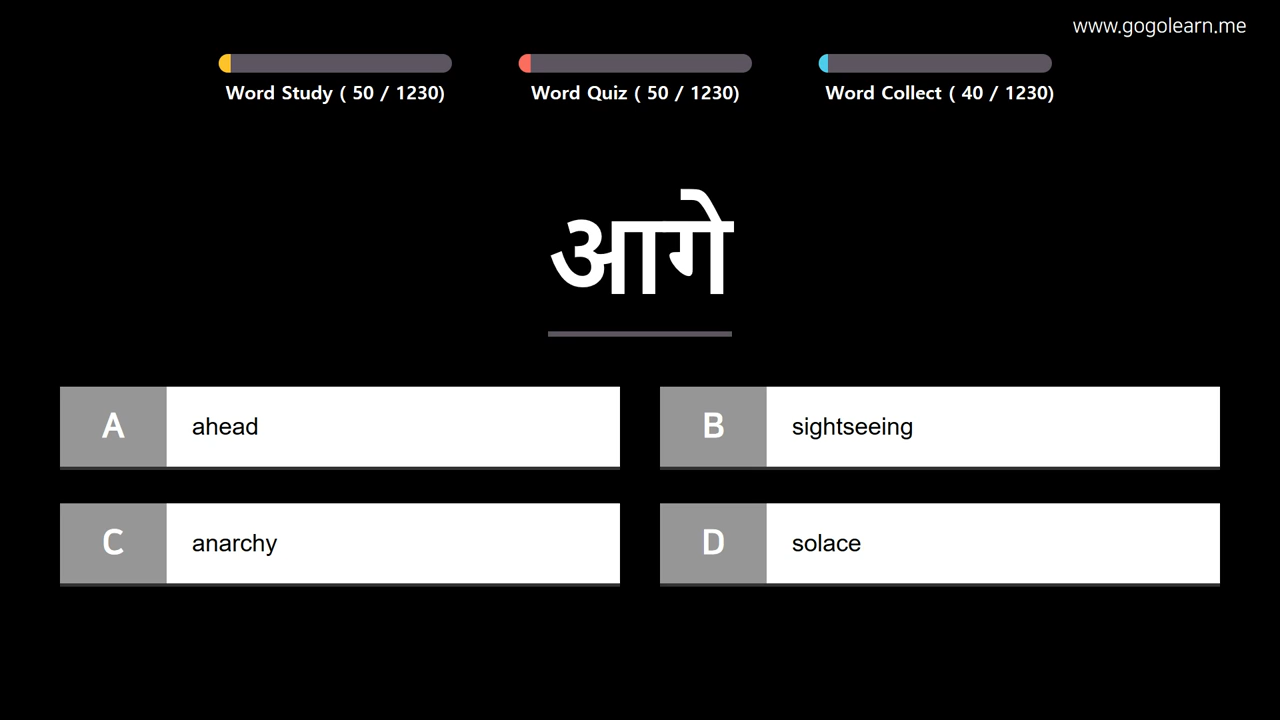 www.gogolearn.me
Word Study ( 50 / 1230)
Word Quiz ( 50 / 1230)
Word Collect ( 40 / 1230)
आगे
A ahead
B sightseeing
C anarchy
D solace